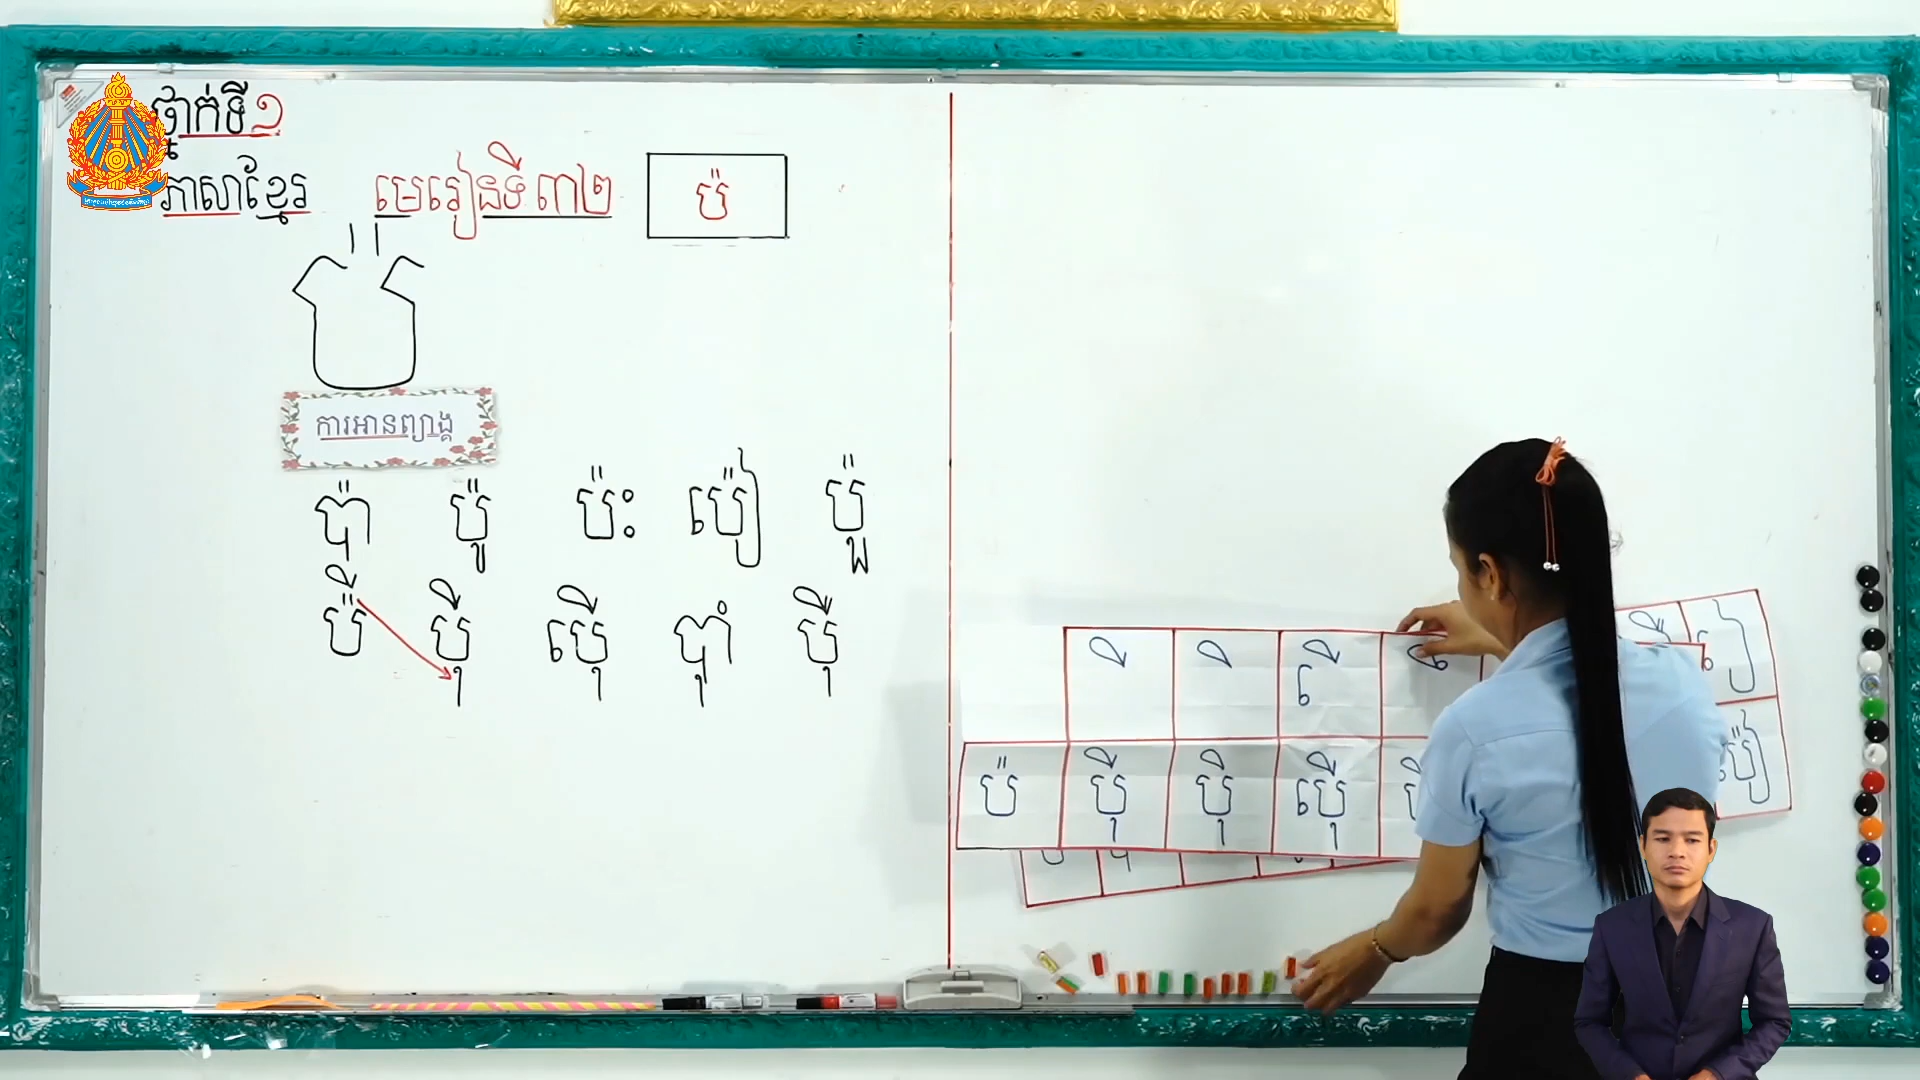 ថ្នាក់ទី១
ភាសាខ្មែរ មេរៀនទី ៣២ ប៉
ប៉
ការអានព្យាង្គ
ប៉ា ប៉ូ ប៉ះ ប៉ៀ ប៉ួ
ប៉ី ប៊ី ប៊ើ ប៉ាំ ប៊ឺ
ី ិ ើ
ប៉ ប៊ី ប៊ិ ប៊ើ
ៀ
ប៉ៀ